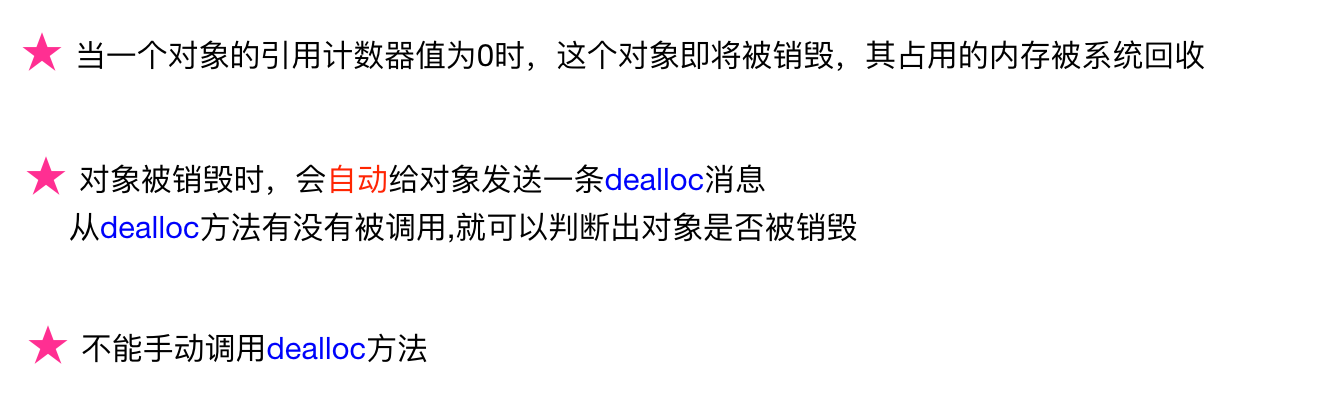 当一个对象的引用计数器值为0时，这个对象即将被销毁，其占用的内存被系统回收
对象被销毁时，会自动给对象发送一条dealloc消息
从dealloc方法有没有被调用,就可以判断出对象是否被销毁
不能手动调用dealloc方法